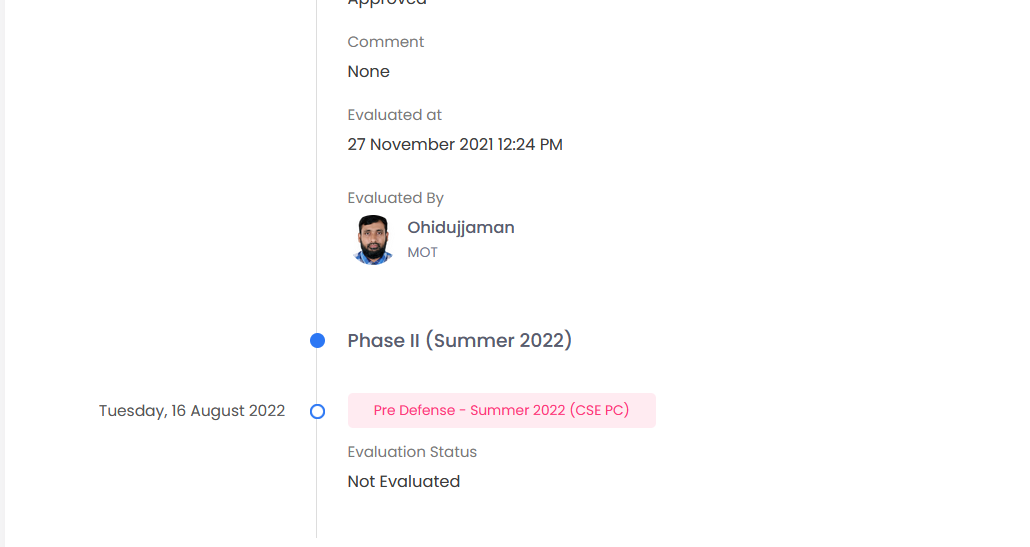 Approved
Comment
None
Evaluated at
27 November 2021 12:24 PM
Evaluated By
Ohidujjaman
MOT
Phase II (Summer 2022)
Tuesday, 16 August 2022
Pre Defense - Summer 2022 (CSE PC)
Evaluation Status
Not Evaluated